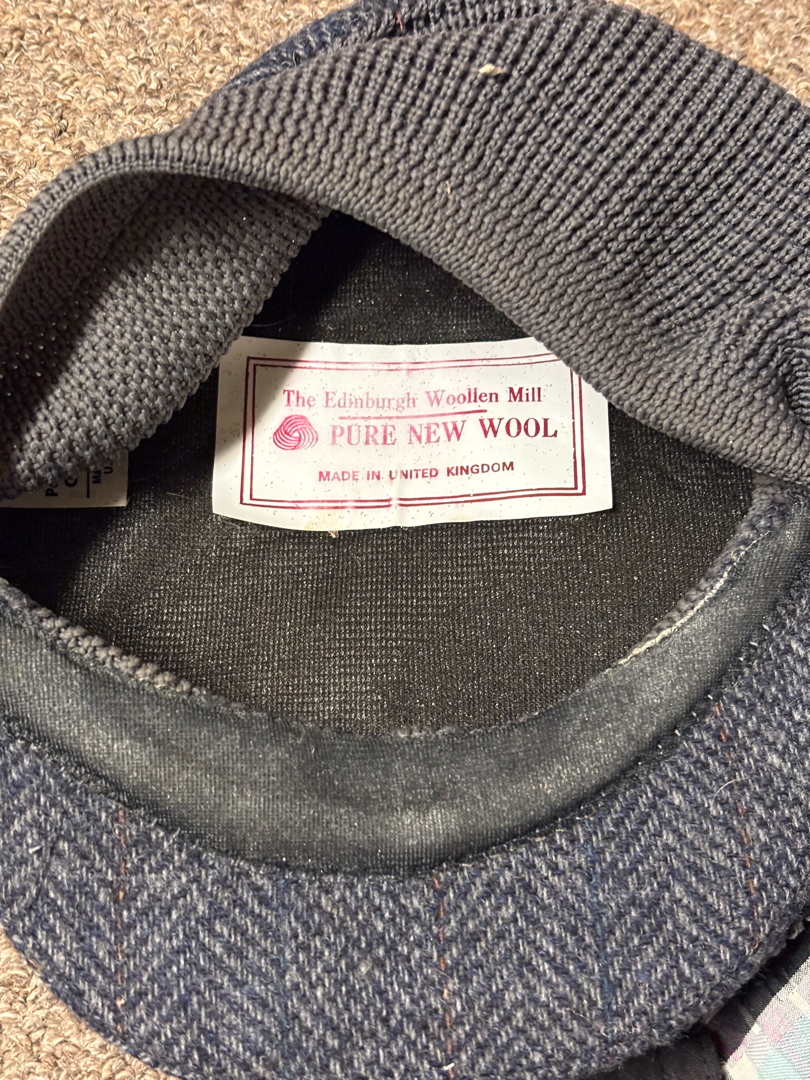 The Edinburgh Woollen Mill
PURE NEW WOOL
MADE IN UNITED KINGDOM